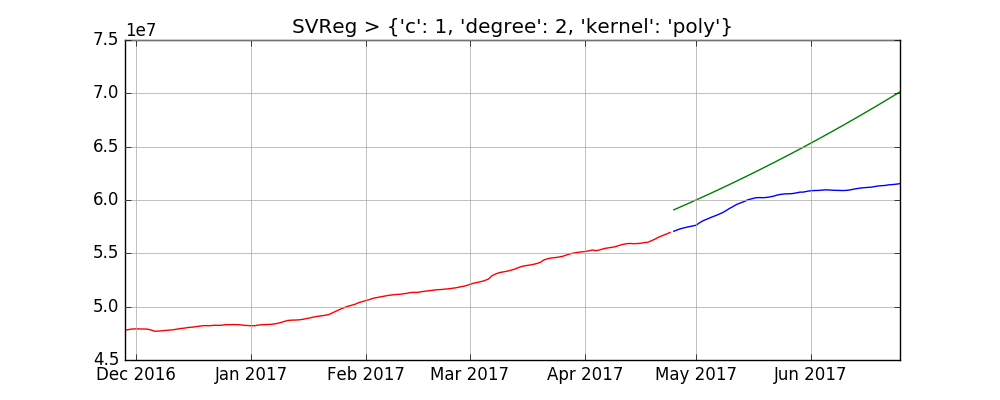 SVReg > {'c': 1, 'degree': 2, 'kernel': 'poly'}
1e7
7.5
7.0
6.5
6.0
5.5
5.0
4.5
Dec 2016 Jan 2017 Feb 2017 Mar 2017 Apr 2017 May 2017 Jun 2017